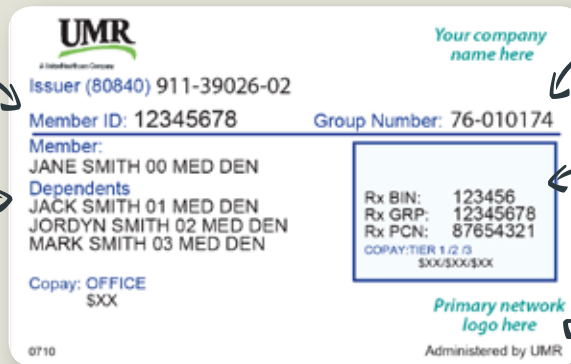 UMR
A UnitedHealthcare Company
Your company
name here
Issuer (80840) 911-39026-02
Member ID: 12345678
Group Number: 76-010174
Member:
JANE SMITH 00 MED DEN
Dependents
JACK SMITH 01 MED DEN
JORDYN SMITH 02 MED DEN
MARK SMITH 03 MED DEN
Rx BIN: 123456
Rx GRP: 12345678
Rx PCN: 87654321
COPAY:TIER 1 /2 /3
$XX/$XX/$XX
Copay: OFFICE
$XX
Primary network
logo here
0710
Administered by UMR